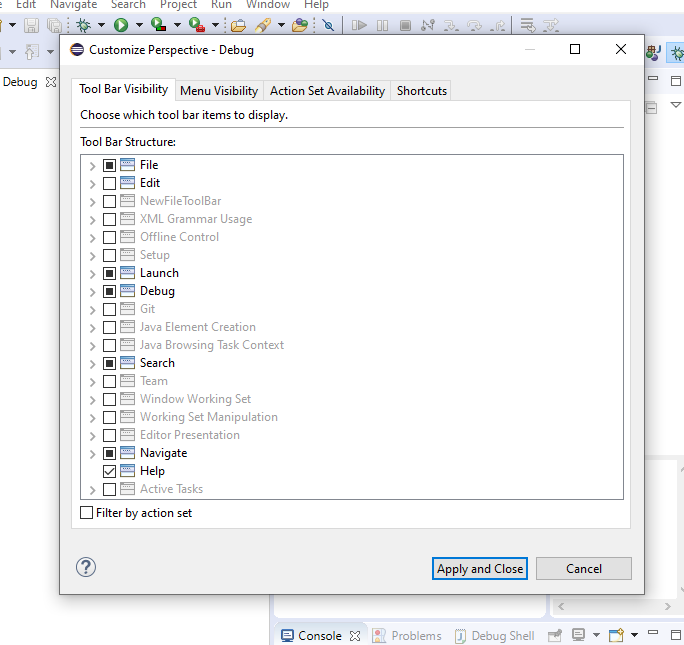 Edit Navigate Search Project Run Window Help
Customize Perspective - Debug
Debug
Tool Bar Visibility Menu Visibility Action Set Availability Shortcuts
Choose which tool bar items to display.
Tool Bar Structure:
File
Edit
NewFileToolBar
XML Grammar Usage
Offline Control
Setup
Launch
Debug
Git
Java Element Creation
Java Browsing Task Context
Search
Team
Window Working Set
Working Set Manipulation
Editor Presentation
Navigate
Help
Active Tasks
Filter by action set
? Apply and Close Cancel
Console Problems Debug Shell